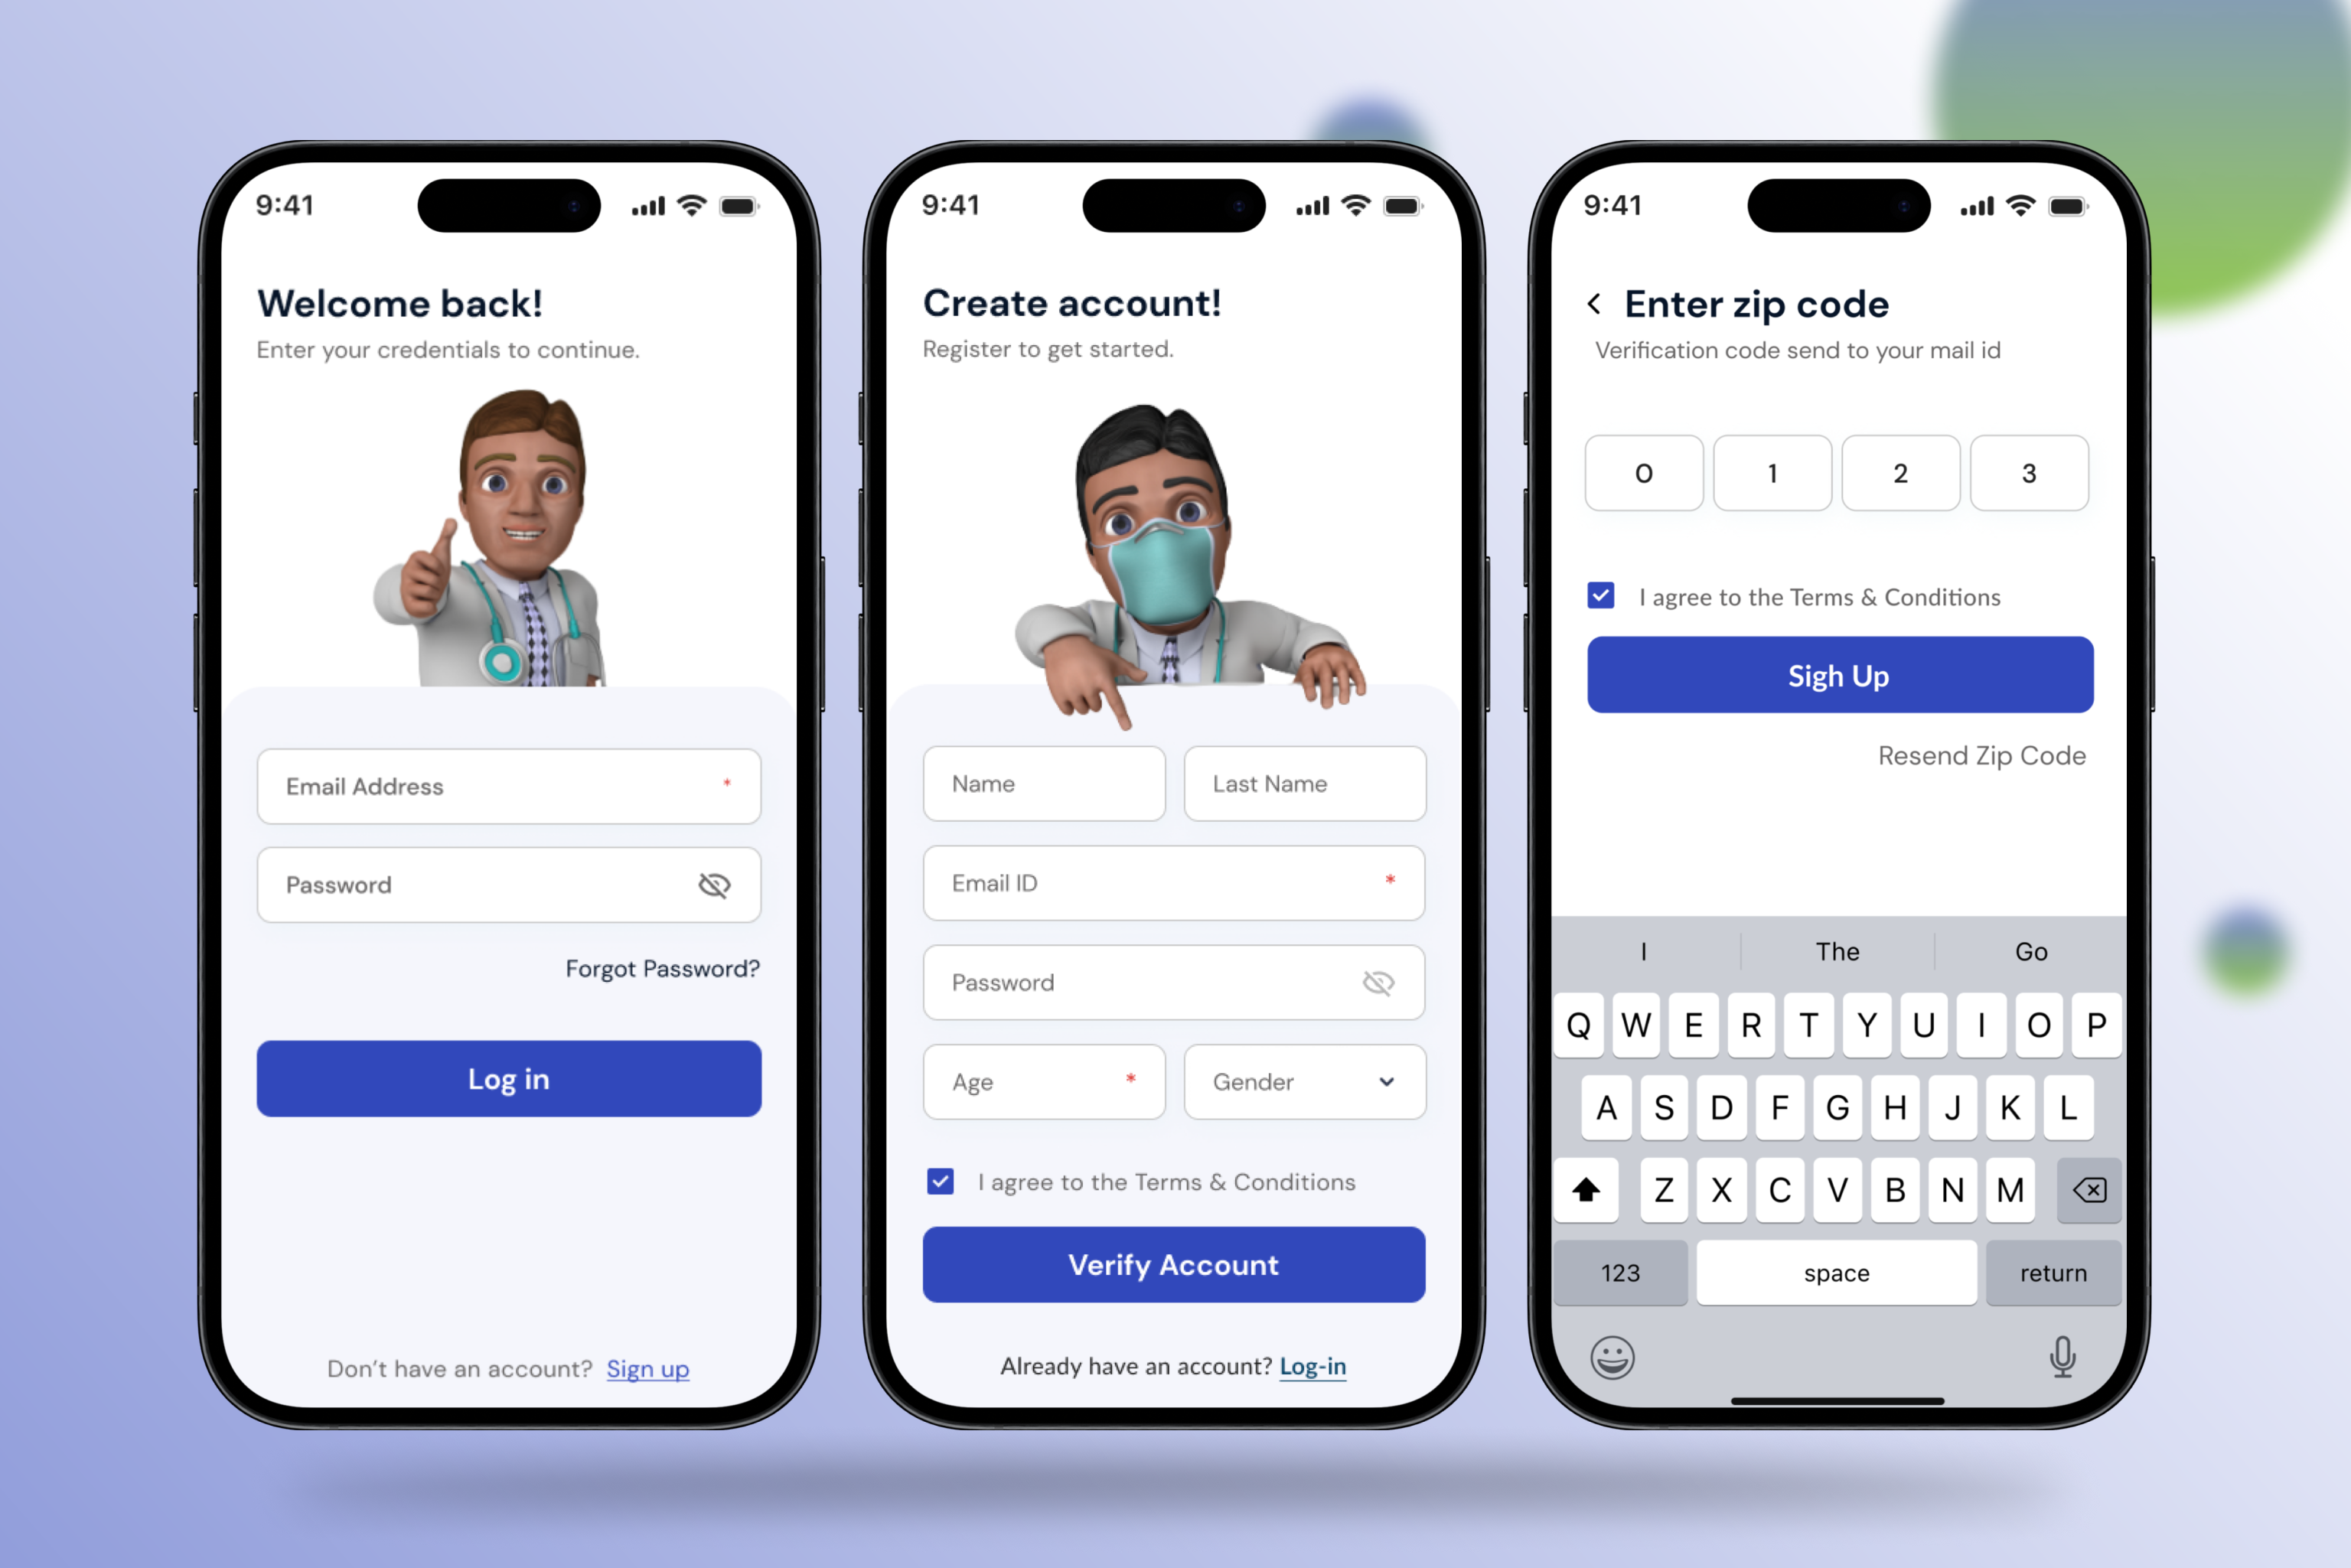 9:41
Welcome back!
Enter your credentials to continue.
Email Address *
Password
Forgot Password?
Log in
Don't have an account? Sign up
9:41
Create account!
Register to get started.
Name
Last Name
Email ID *
Password
Age *
Gender
I agree to the Terms & Conditions
Verify Account
Already have an account? Log-in
9:41
Enter zip code
Verification code send to your mail id
0 1 2 3
I agree to the Terms & Conditions
Sigh Up
Resend Zip Code
I The Go
Q W E R T Y U I O P
A S D F G H J K L
Z X C V B N M
123 space return